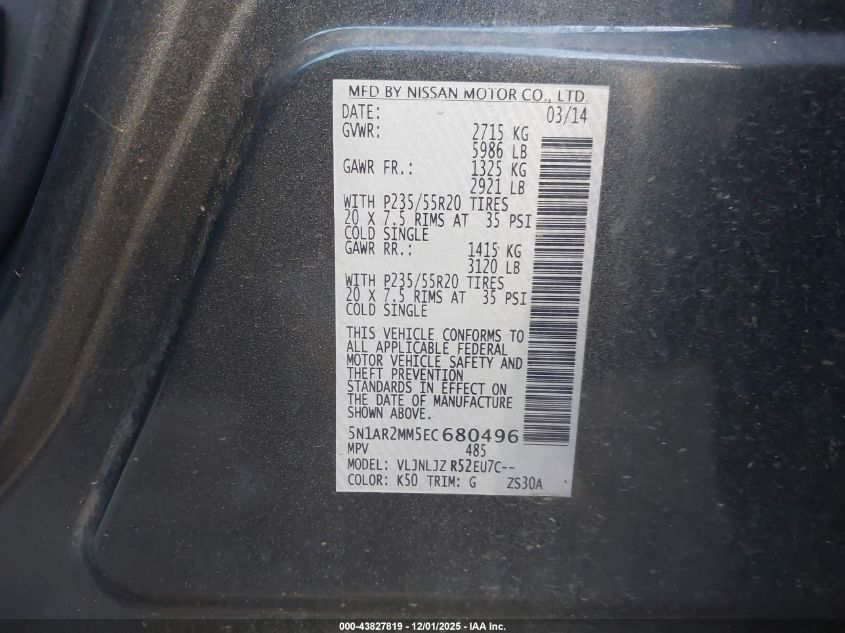 MFD BY NISSAN MOTOR CO., LTD.
DATE: 03/14
GVWR: 2715 KG
5986 LB
GAWR FR.: 1325 KG
2921 LB
WITH P235/55R20 TIRES
20 X 7.5 RIMS AT 35 PSI
COLD SINGLE
GAWR RR.: 1415 KG
3120 LB
WITH P235/55R20 TIRES
20 X 7.5 RIMS AT 35 PSI
COLD SINGLE
THIS VEHICLE CONFORMS TO
ALL APPLICABLE FEDERAL
MOTOR VEHICLE SAFETY AND
THEFT PREVENTION
STANDARDS IN EFFECT ON
THE DATE OF MANUFACTURE
SHOWN ABOVE.
5N1AR2MM5EC680496
MPV 485
MODEL: VLJNLJZ R52EU7C--
COLOR: K50 TRIM: G ZS30A
000-43827819 - 12/01/2025 - IAA Inc.